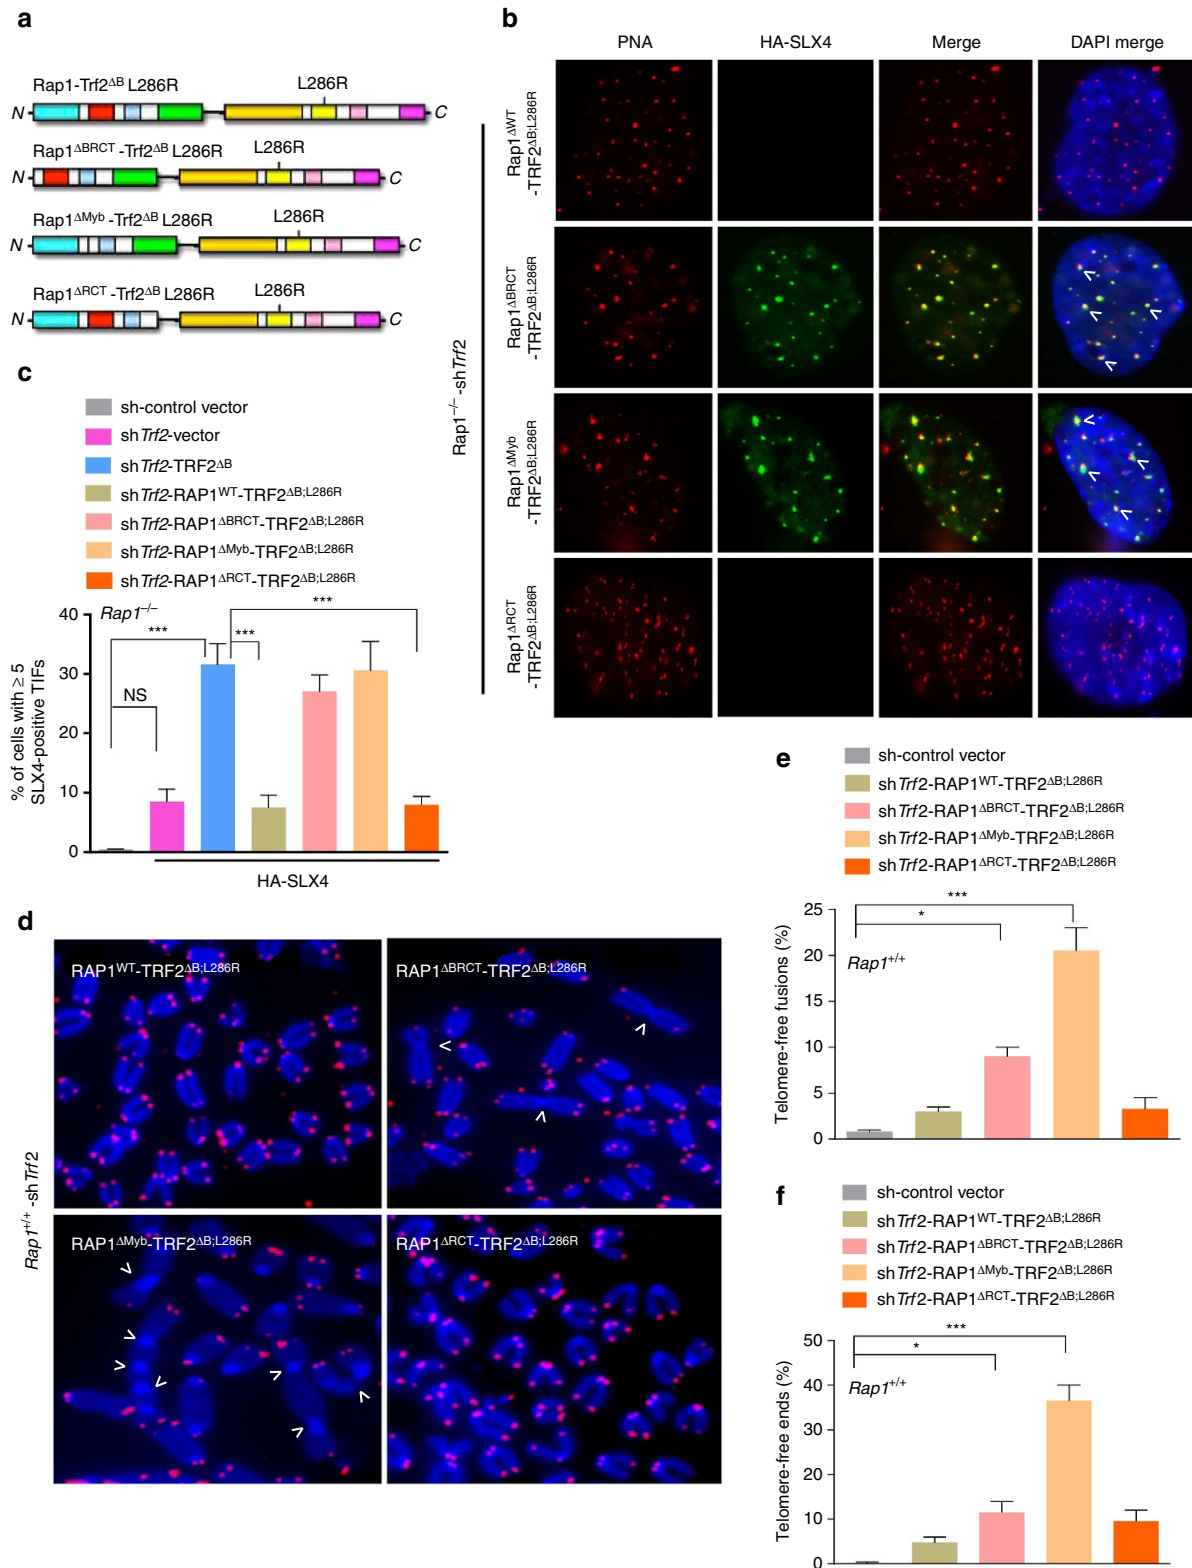 a
Rap1-Trf2ΔB L286R
L286R
N
C
Rap1ΔBRCT -Trf2ΔB L286R
L286R
N
C
Rap1ΔMyb -Trf2ΔB L286R
L286R
N
C
Rap1ΔRCT -Trf2ΔB L286R
L286R
N
C
b
PNA
HA-SLX4
Merge
DAPI merge
Rap1–/–-shTrf2
Rap1ΔWT
-TRF2ΔB;L286R
Rap1ΔBRCT
-TRF2ΔB;L286R
Rap1ΔMyb
-TRF2ΔB;L286R
Rap1ΔRCT
-TRF2ΔB;L286R
c
sh-control vector
shTrf2-vector
shTrf2-TRF2ΔB
shTrf2-RAP1WT-TRF2ΔB;L286R
shTrf2-RAP1ΔBRCT-TRF2ΔB;L286R
shTrf2-RAP1ΔMyb-TRF2ΔB;L286R
shTrf2-RAP1ΔRCT-TRF2ΔB;L286R
% of cells with ≥ 5
SLX4-positive TIFs
40
30
20
10
0
Rap1–/–
***
***
***
NS
HA-SLX4
d
Rap1+/+ -shTrf2
RAP1WT-TRF2ΔB;L286R
RAP1ΔBRCT-TRF2ΔB;L286R
RAP1ΔMyb-TRF2ΔB;L286R
RAP1ΔRCT-TRF2ΔB;L286R
e
sh-control vector
shTrf2-RAP1WT-TRF2ΔB;L286R
shTrf2-RAP1ΔBRCT-TRF2ΔB;L286R
shTrf2-RAP1ΔMyb-TRF2ΔB;L286R
shTrf2-RAP1ΔRCT-TRF2ΔB;L286R
Telomere-free fusions (%)
25
20
15
10
5
0
***
*
Rap1+/+
f
sh-control vector
shTrf2-RAP1WT-TRF2ΔB;L286R
shTrf2-RAP1ΔBRCT-TRF2ΔB;L286R
shTrf2-RAP1ΔMyb-TRF2ΔB;L286R
shTrf2-RAP1ΔRCT-TRF2ΔB;L286R
Telomere-free ends (%)
50
40
30
20
10
0
***
*
Rap1+/+